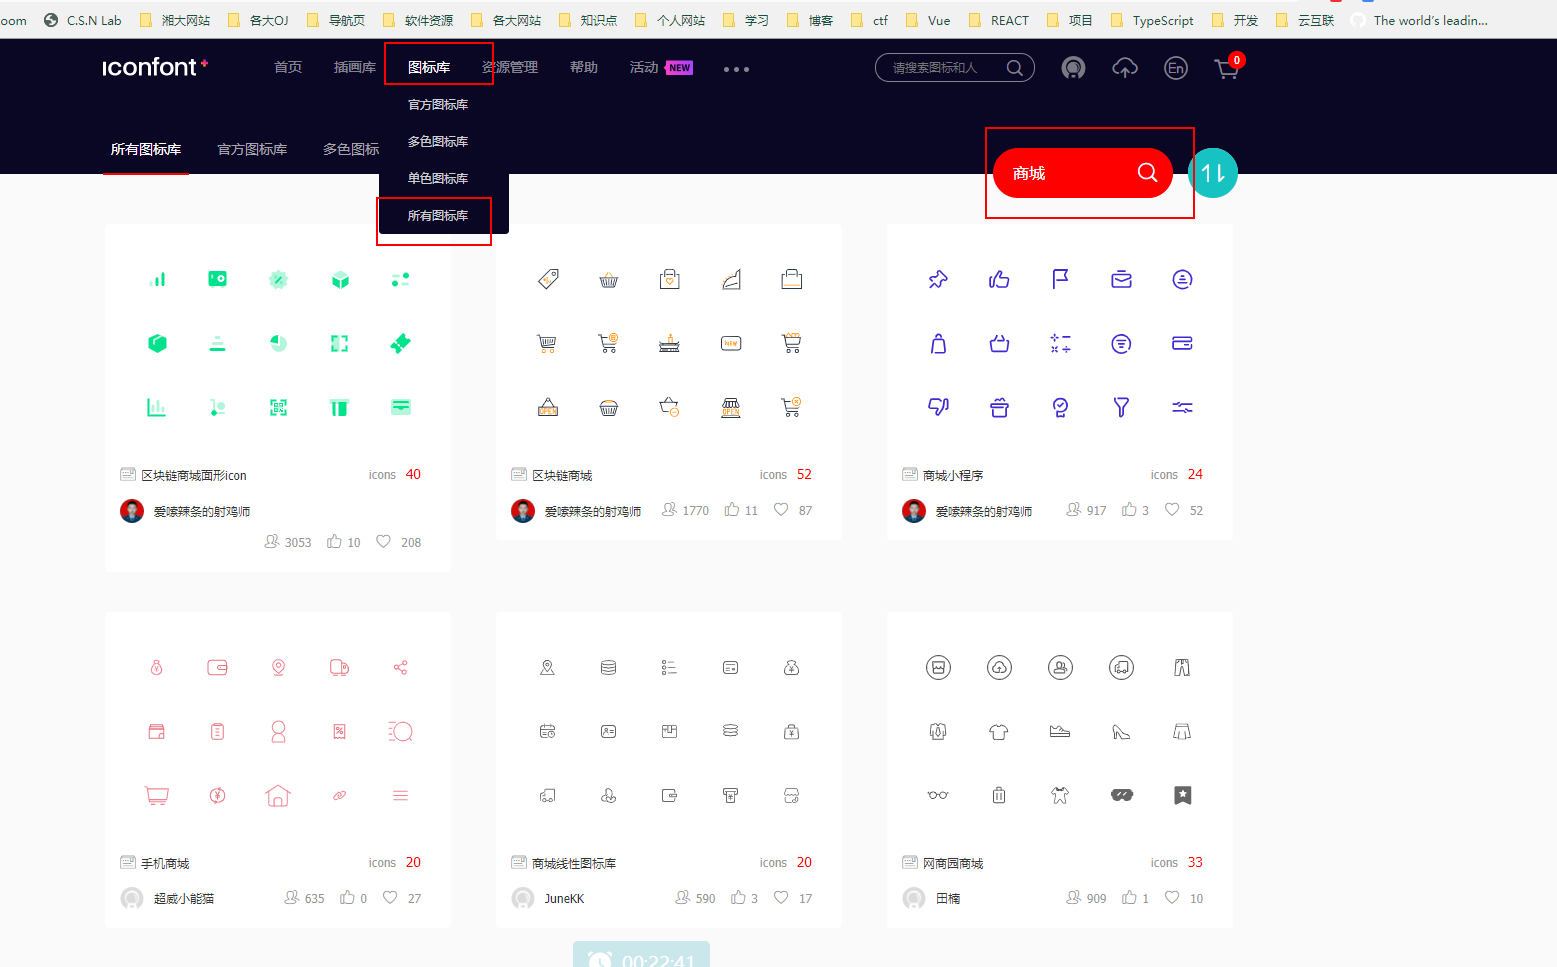 oom C.S.N Lab 湘大网站 各大OJ 导航页 软件资源 各大网站 知识点 个人网站 学习 博客 ctf Vue REACT 项目 TypeScript 开发 云互联 The world's leadin...
iconfont+ 首页 插画库 图标库 资源管理 帮助 活动 NEW 请搜索图标和人 En 0
官方图标库
多色图标库
单色图标库
所有图标库
所有图标库 官方图标库 多色图标
商城
区块链商城面形icon icons 40
爱嗦辣条的射鸡师
3053 10 208
区块链商城 icons 52
爱嗦辣条的射鸡师 1770 11 87
商城小程序 icons 24
爱嗦辣条的射鸡师 917 3 52
手机商城 icons 20
超威小能猫 635 0 27
商城线性图标库 icons 20
JuneKK 590 3 17
网商园商城 icons 33
田楠 909 1 10
00:22:41